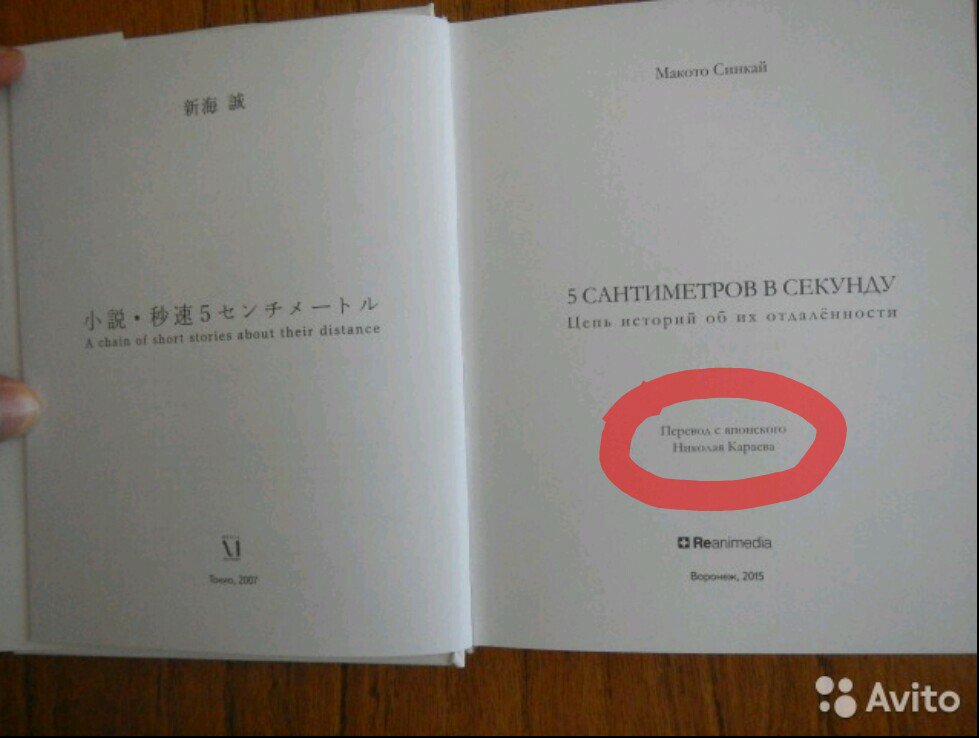 新海 誠
小説・秒速5センチメートル
A chain of short stories about their distance
Tokyo, 2007
Макото Синкай
5 САНТИМЕТРОВ В СЕКУНДУ
Цепь историй об их отдалённости
Перевод с японского
Николая Караева
Reanimedia
Воронеж, 2015
Avito